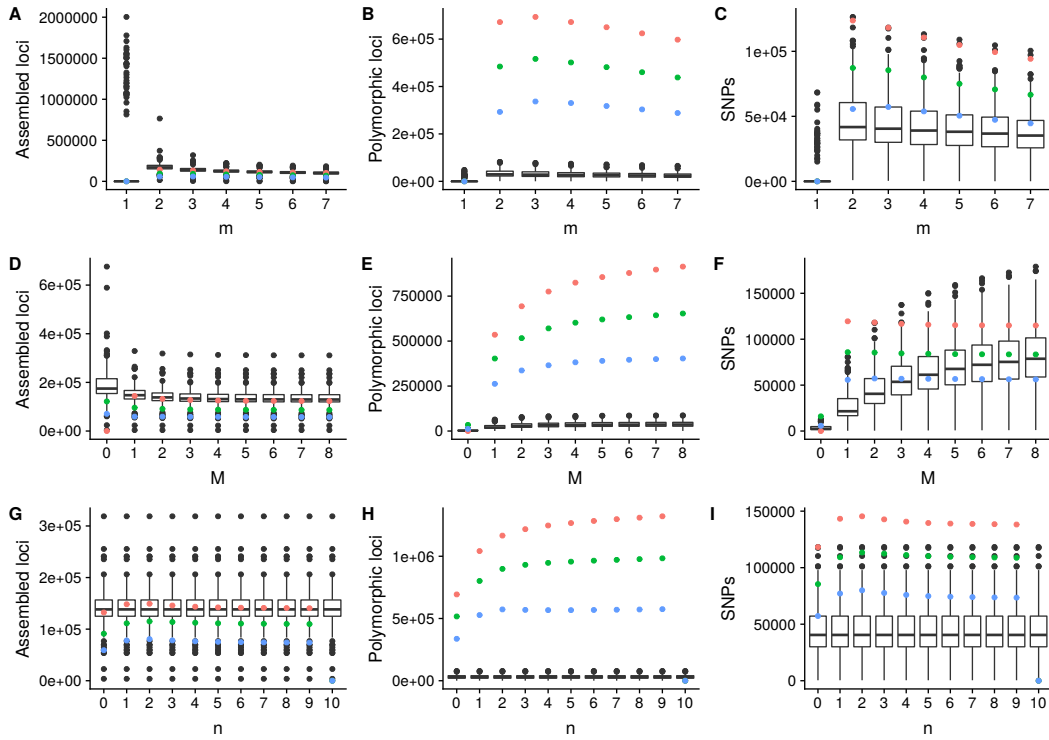 A
Assembled loci
2000000
1500000
1000000
500000
0
1 2 3 4 5 6 7
m
B
Polymorphic loci
6e+05
4e+05
2e+05
0e+00
1 2 3 4 5 6 7
m
C
SNPs
1e+05
5e+04
0e+00
1 2 3 4 5 6 7
m
D
Assembled loci
6e+05
4e+05
2e+05
0e+00
0 1 2 3 4 5 6 7 8
M
E
Polymorphic loci
750000
500000
250000
0
0 1 2 3 4 5 6 7 8
M
F
SNPs
150000
100000
50000
0
0 1 2 3 4 5 6 7 8
M
G
Assembled loci
3e+05
2e+05
1e+05
0e+00
0 1 2 3 4 5 6 7 8 9 10
n
H
Polymorphic loci
1e+06
5e+05
0e+00
0 1 2 3 4 5 6 7 8 9 10
n
I
SNPs
150000
100000
50000
0
0 1 2 3 4 5 6 7 8 9 10
n